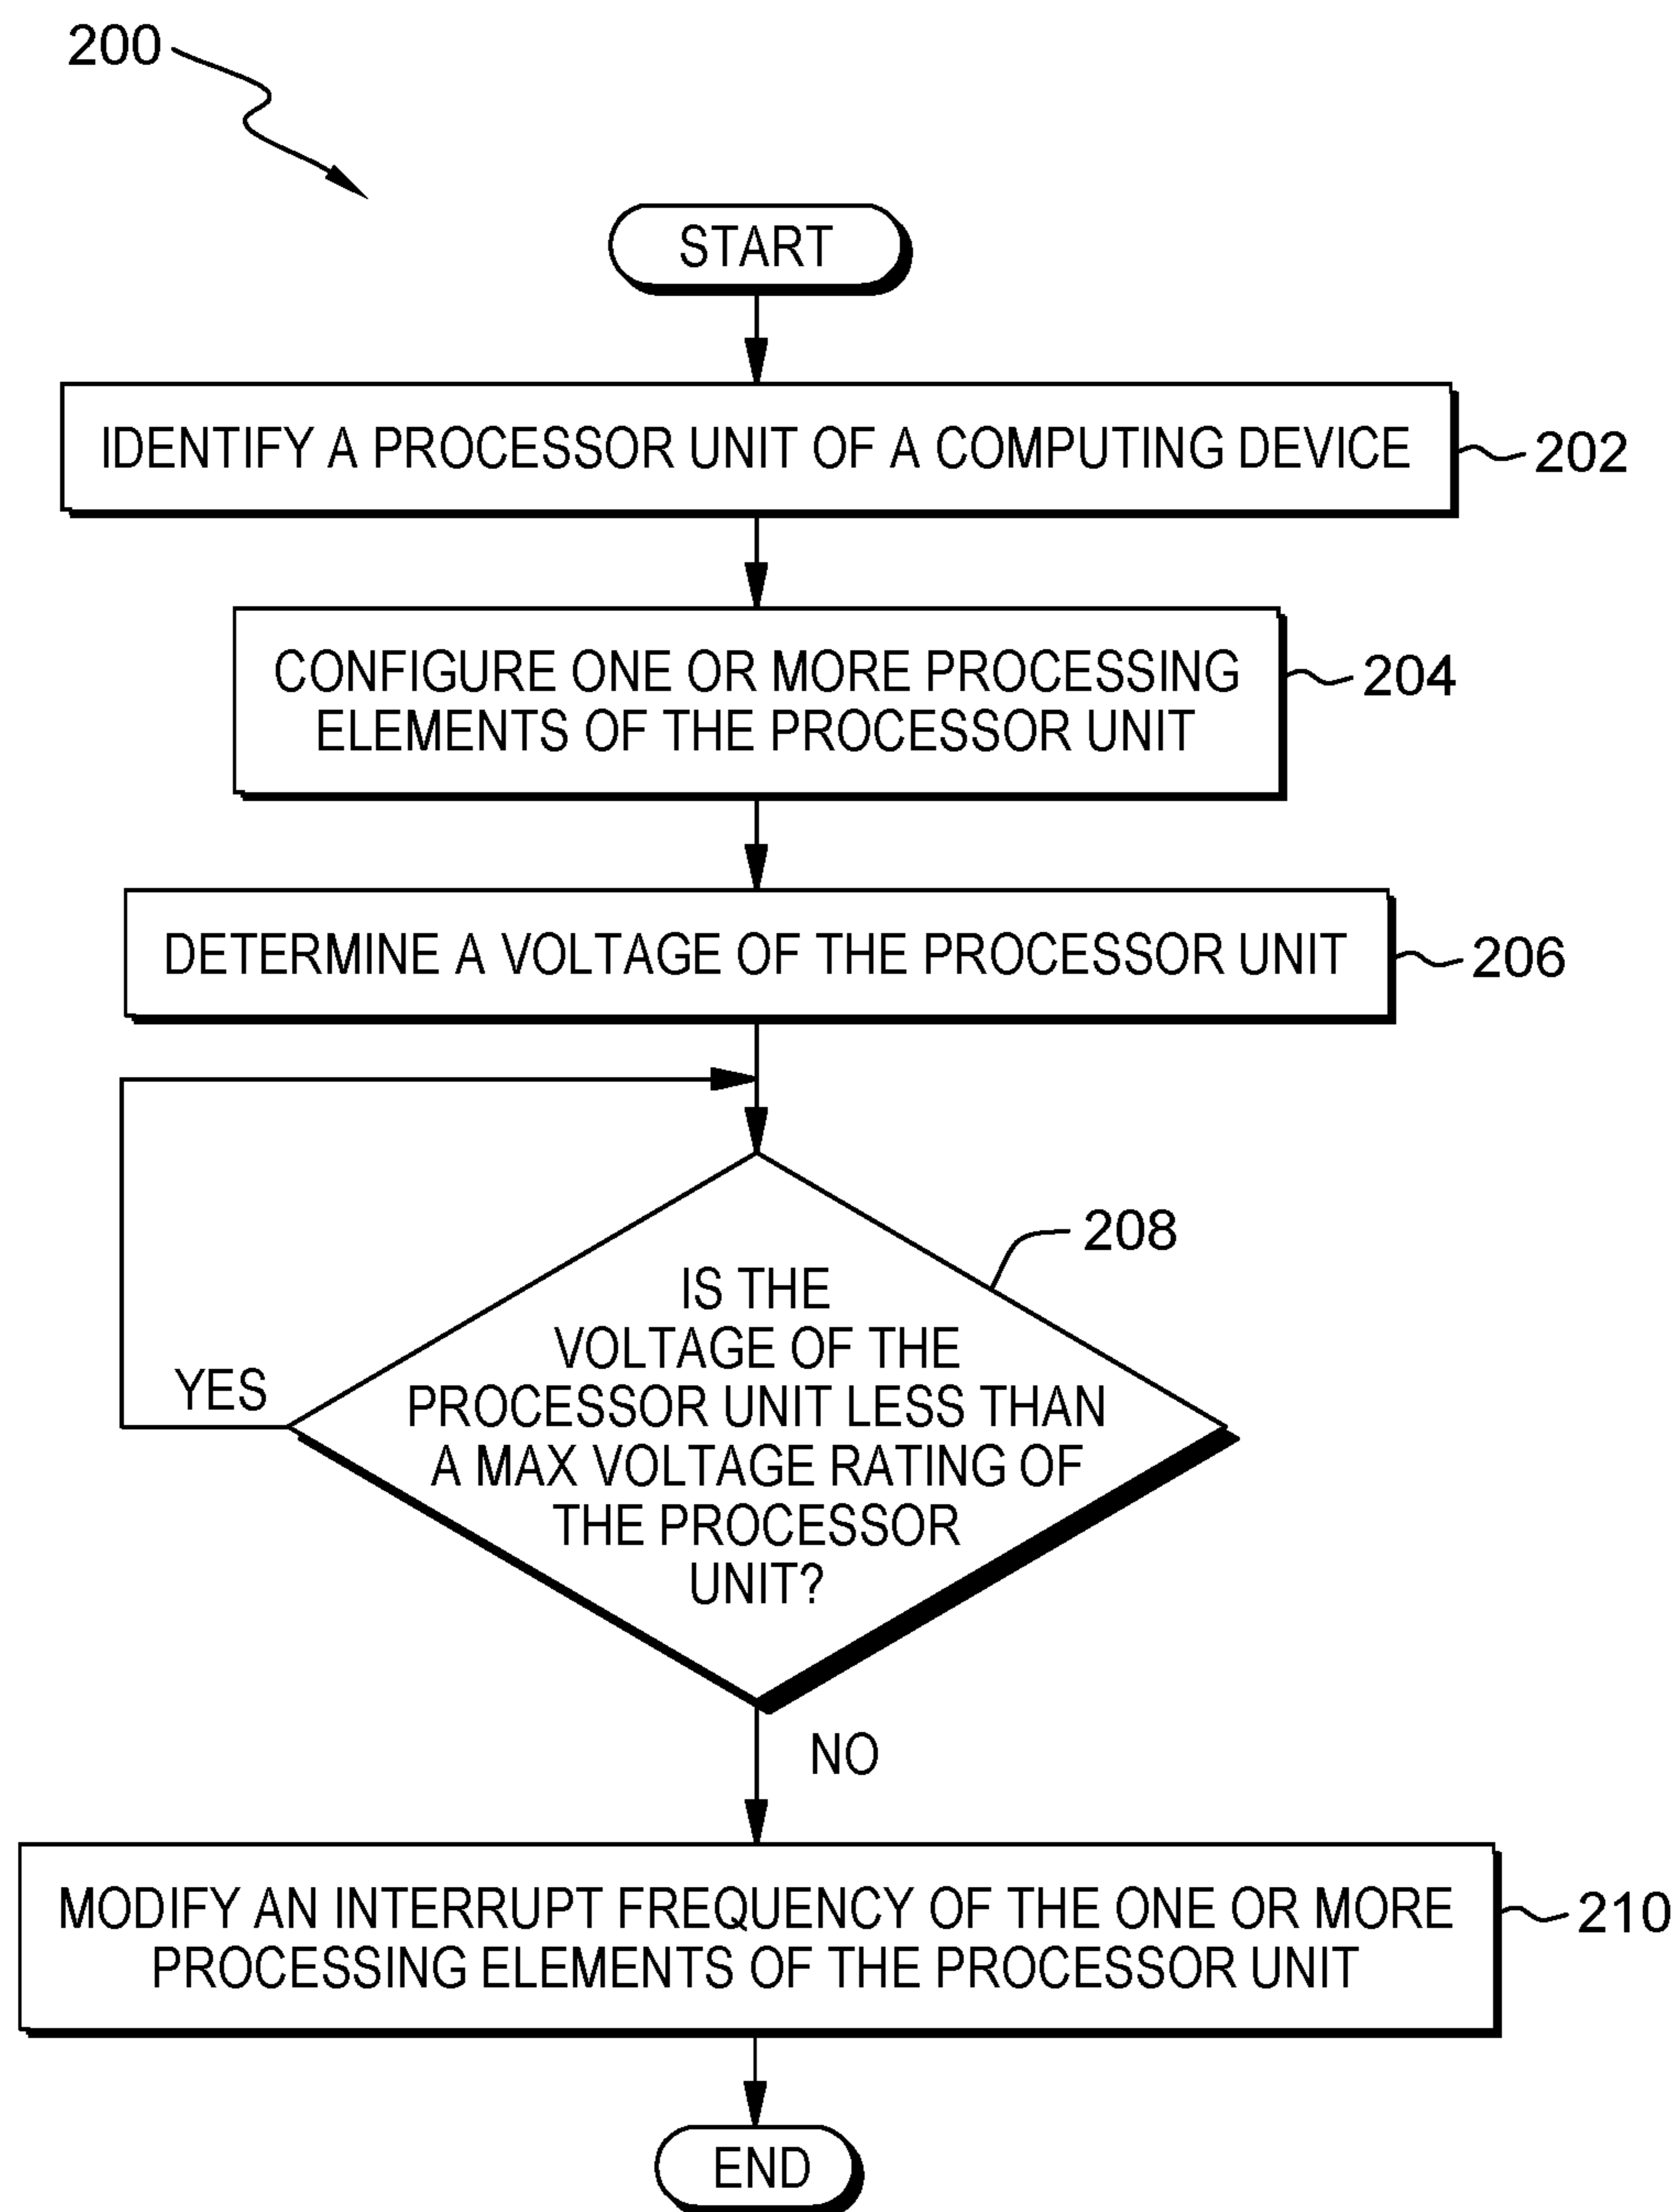 200
START
IDENTIFY A PROCESSOR UNIT OF A COMPUTING DEVICE
202
CONFIGURE ONE OR MORE PROCESSING
ELEMENTS OF THE PROCESSOR UNIT
204
DETERMINE A VOLTAGE OF THE PROCESSOR UNIT
206
208
IS THE
VOLTAGE OF THE
PROCESSOR UNIT LESS THAN
A MAX VOLTAGE RATING OF
THE PROCESSOR
UNIT?
YES
NO
MODIFY AN INTERRUPT FREQUENCY OF THE ONE OR MORE
PROCESSING ELEMENTS OF THE PROCESSOR UNIT
210
END